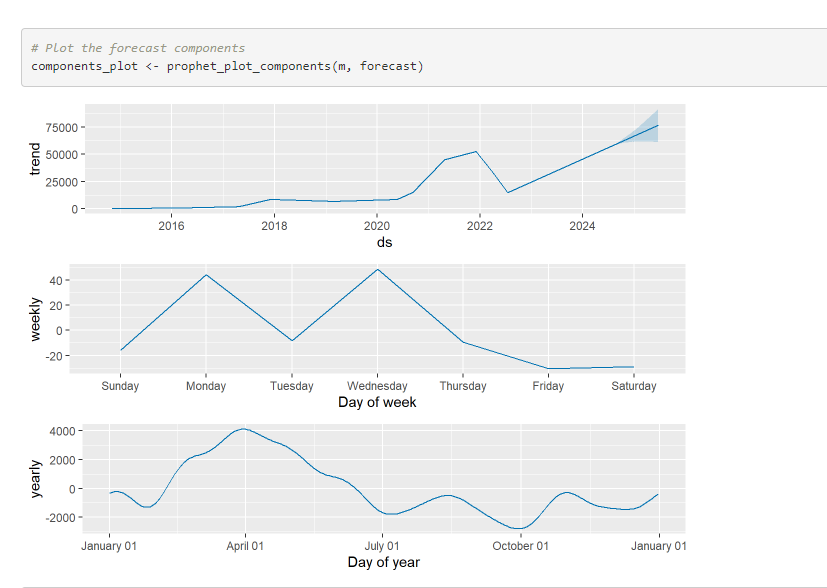 # Plot the forecast components
components_plot <- prophet_plot_components(m, forecast)
75000
50000
25000
0
trend
2016 2018 2020 2022 2024
ds
40
20
0
-20
weekly
Sunday Monday Tuesday Wednesday Thursday Friday Saturday
Day of week
4000
2000
0
-2000
yearly
January 01 April 01 July 01 October 01 January 01
Day of year